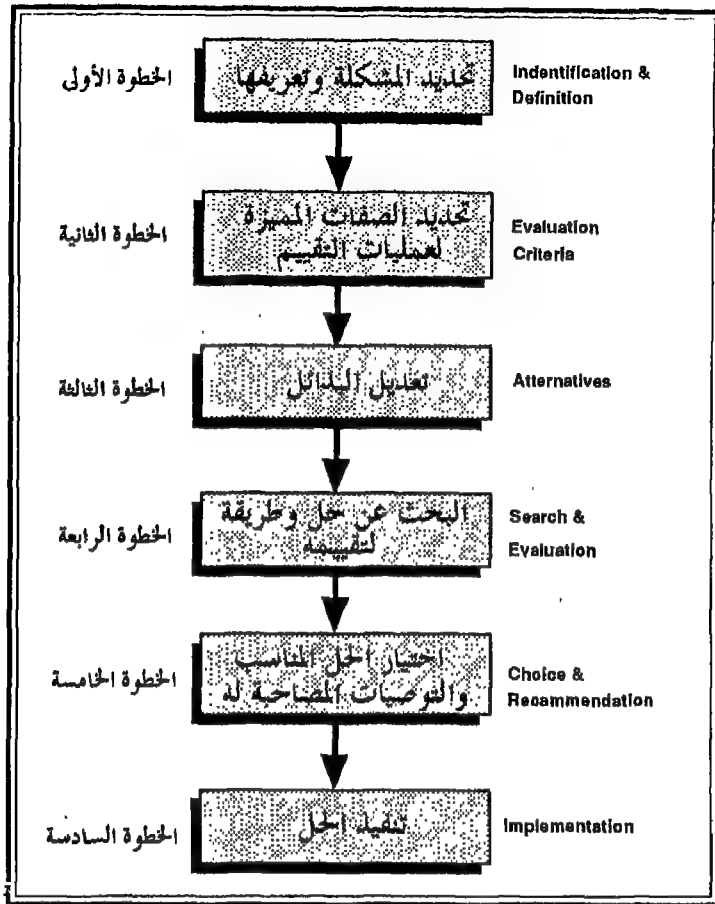 الخطوة الأولى
تحديد المشكلة وتعريفها
Indentification &
Definition
الخطوة الثانية
تحديد الصفات المميزة
لعمليات التقييم
Evaluation
Criteria
الخطوة الثالثة
تعديل البدائل
Alternatives
الخطوة الرابعة
البحث عن حل وطريقة
لتقييمه
Search &
Evaluation
الخطوة الخامسة
اختيار الحل المناسب
والتوصيات المصاحبة له
Choice &
Recommendation
الخطوة السادسة
تنفيذ الحل
Implementation